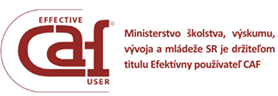 EFFECTIVE
caf
USER
Ministerstvo školstva, výskumu,
vývoja a mládeže SR je držiteľom
titulu Efektívny používateľ CAF